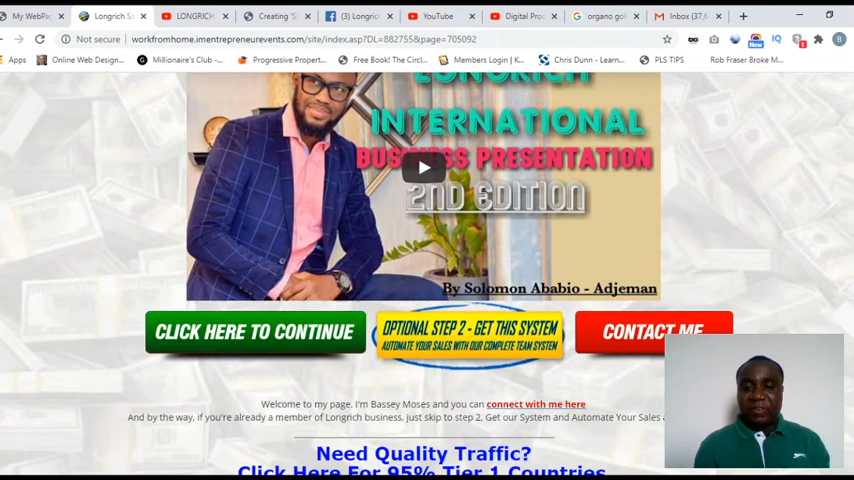 My WebPa
Longrich Sa
LONGRICH
Creating "S
(3) Longric
YouTube
Digital Proc
organo gol
Inbox (37,6
Not secure
workfromhome.imentrepreneurevents.com/site/index.asp?DL=882755&page=705092
New
1
B
Apps
Online Web Design...
Millionaire's Club -...
Progressive Propert...
Free Book! The Circl...
Members Login | K...
Chris Dunn - Learn...
PLS TIPS
Rob Fraser Broke M...
LONGRICH
INTERNATIONAL
BUSINESS PRESENTATION
2ND EDITION
By Solomon Ababio - Adjeman
CLICK HERE TO CONTINUE
OPTIONAL STEP 2 - GET THIS SYSTEM
AUTOMATE YOUR SALES WITH OUR COMPLETE TEAM SYSTEM
CONTACT ME
Welcome to my page. I'm Bassey Moses and you can connect with me here
And by the way, if you're already a member of Longrich business, just skip to step 2, Get our System and Automate Your Sales a
Need Quality Traffic?
Click Here For 95% Tier 1 Countries